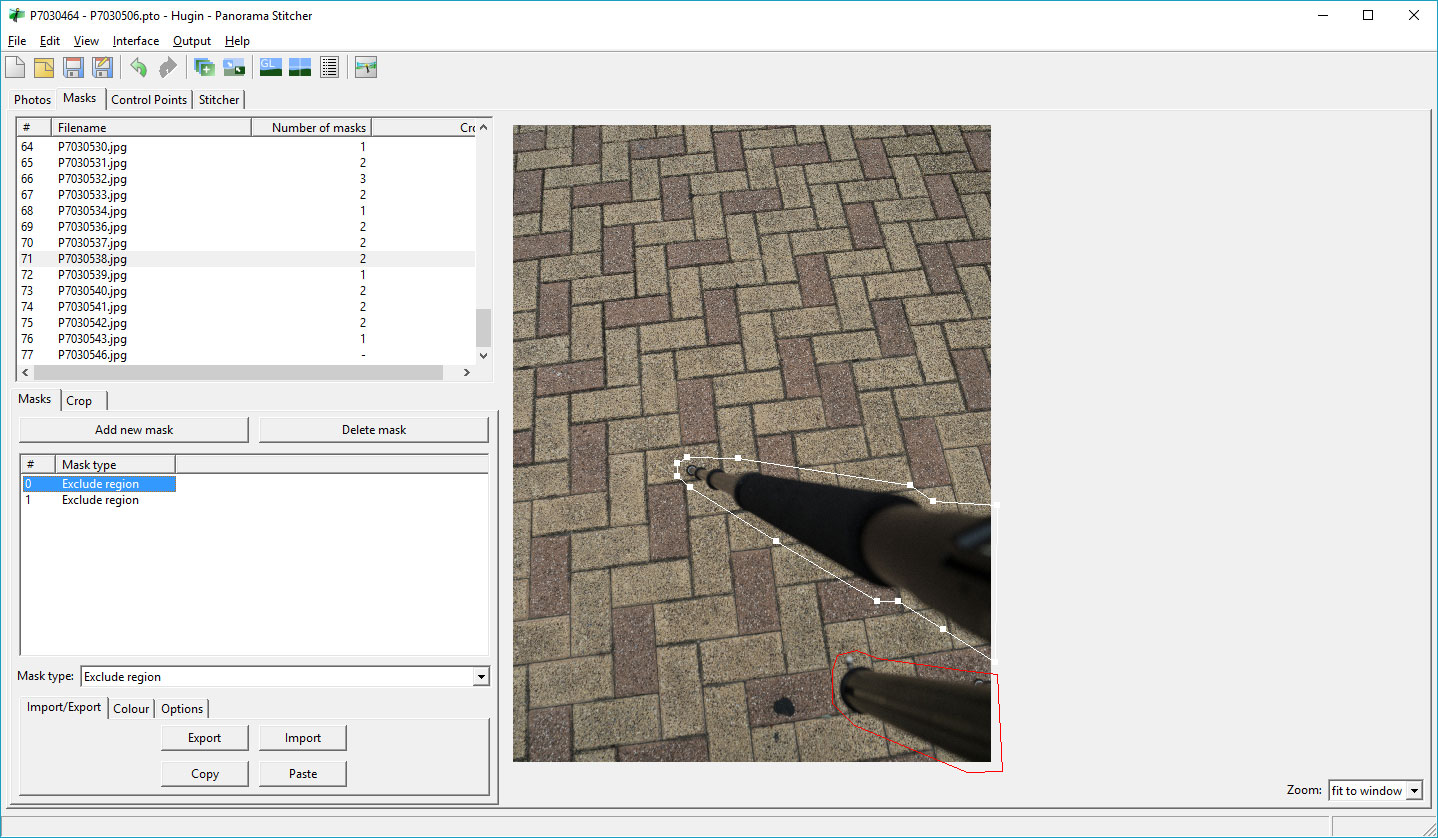 P7030464 - P7030506.pto - Hugin - Panorama Stitcher
File Edit View Interface Output Help
GL
Photos Masks Control Points Stitcher
# Filename Number of masks Crc
64 P7030530.jpg 1
65 P7030531.jpg 2
66 P7030532.jpg 3
67 P7030533.jpg 2
68 P7030534.jpg 1
69 P7030536.jpg 2
70 P7030537.jpg 2
71 P7030538.jpg 2
72 P7030539.jpg 1
73 P7030540.jpg 2
74 P7030541.jpg 2
75 P7030542.jpg 2
76 P7030543.jpg 1
77 P7030546.jpg -
Masks Crop
Add new mask Delete mask
# Mask type
0 Exclude region
1 Exclude region
Mask type: Exclude region
Import/Export Colour Options
Export Import
Copy Paste
Zoom: fit to window